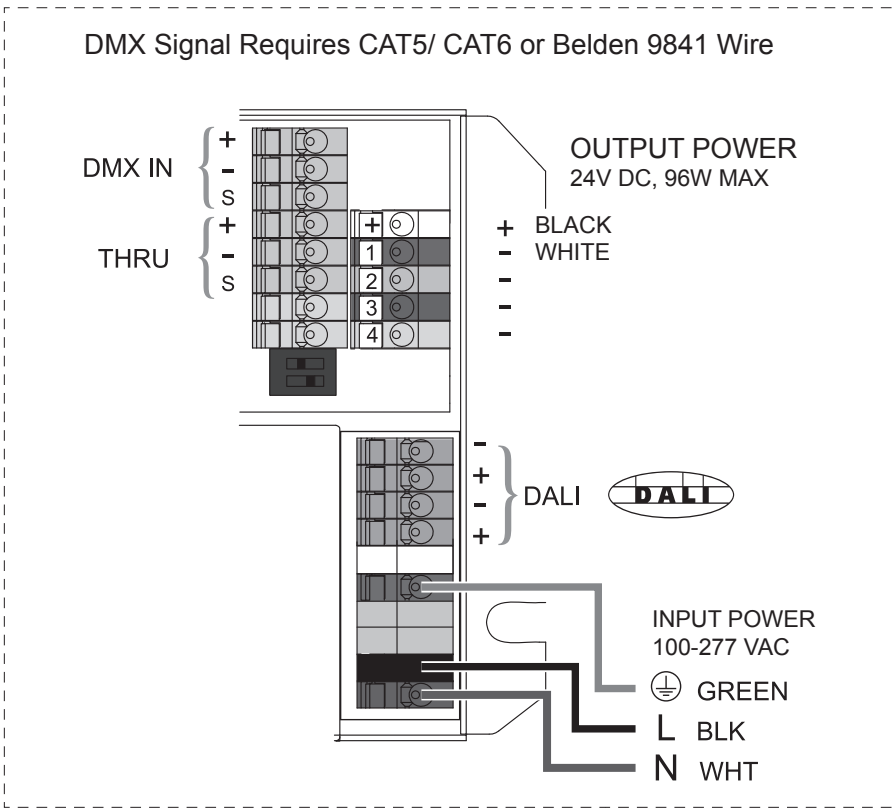 DMX Signal Requires CAT5/ CAT6 or Belden 9841 Wire
DMX IN
+
-
S
THRU
+
-
S
+
1
2
3
4
OUTPUT POWER
24V DC, 96W MAX
+ BLACK
- WHITE
-
-
-
-
+
-
+
DALI
DALI
INPUT POWER
100-277 VAC
GREEN
L BLK
N WHT